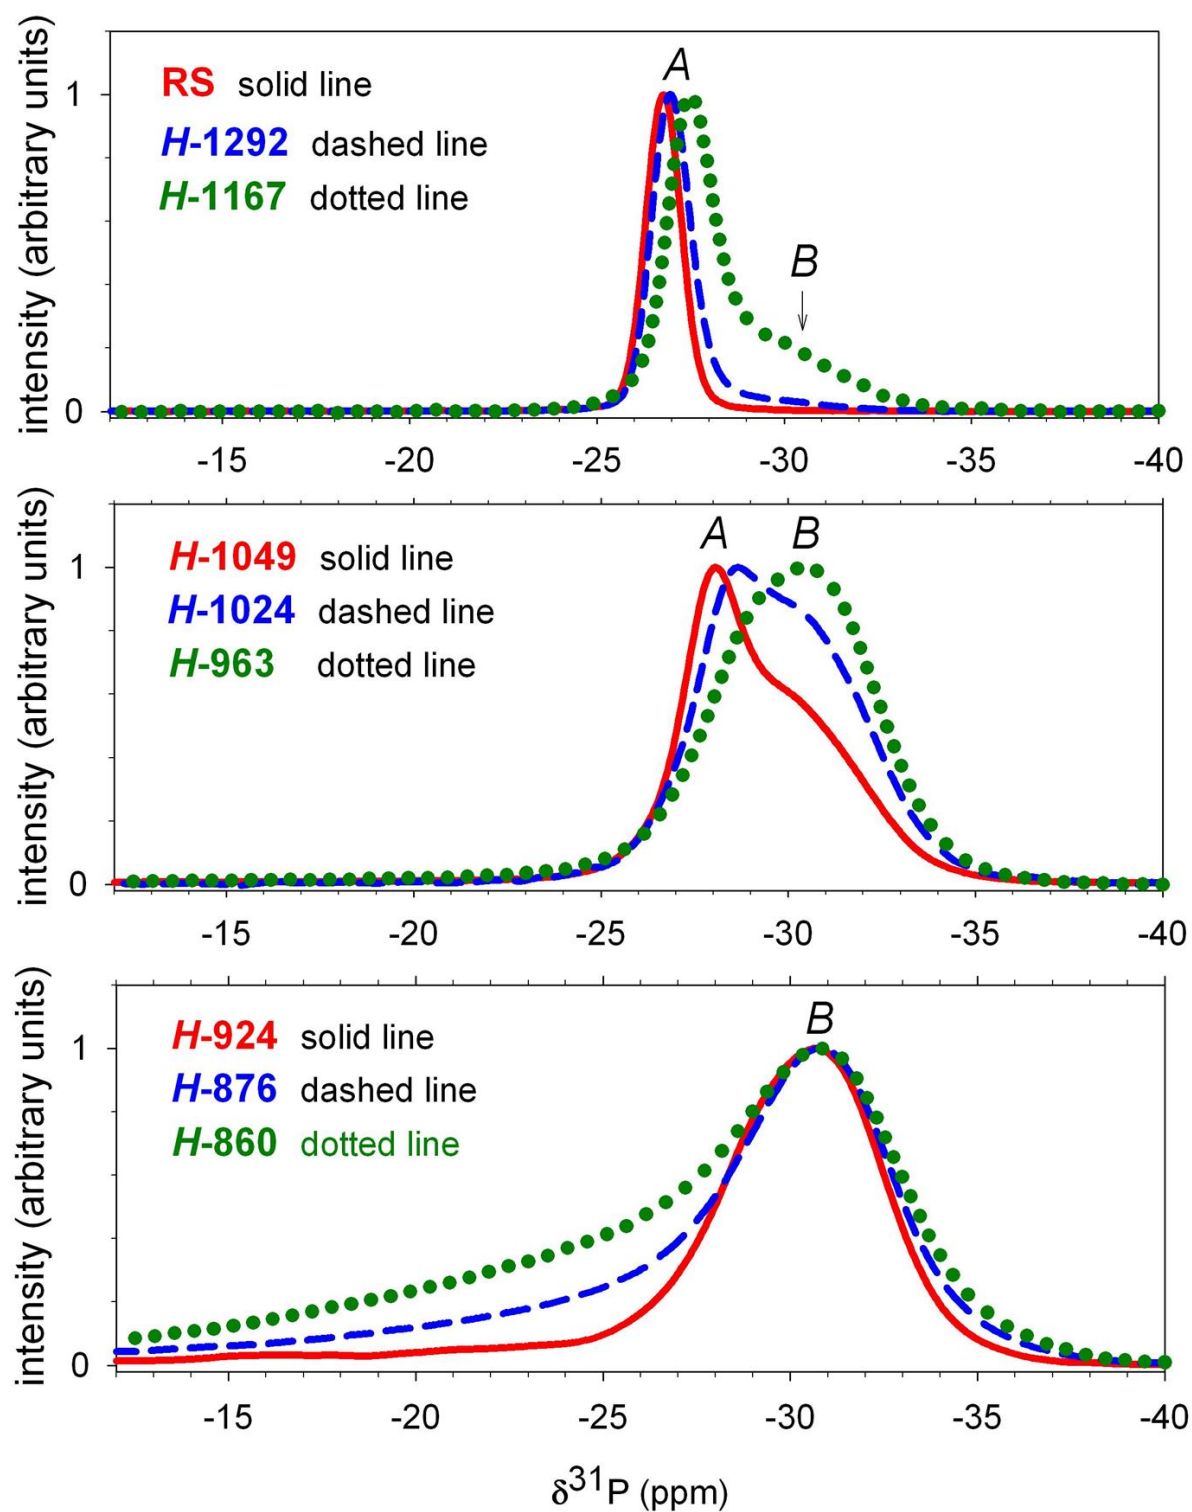 A
RS solid line
H-1292 dashed line
H-1167 dotted line
B
1
0
intensity (arbitrary units)
-15 -20 -25 -30 -35 -40
A B
H-1049 solid line
H-1024 dashed line
H-963 dotted line
1
0
intensity (arbitrary units)
-15 -20 -25 -30 -35 -40
B
H-924 solid line
H-876 dashed line
H-860 dotted line
1
0
intensity (arbitrary units)
-15 -20 -25 -30 -35 -40
δ³¹P (ppm)